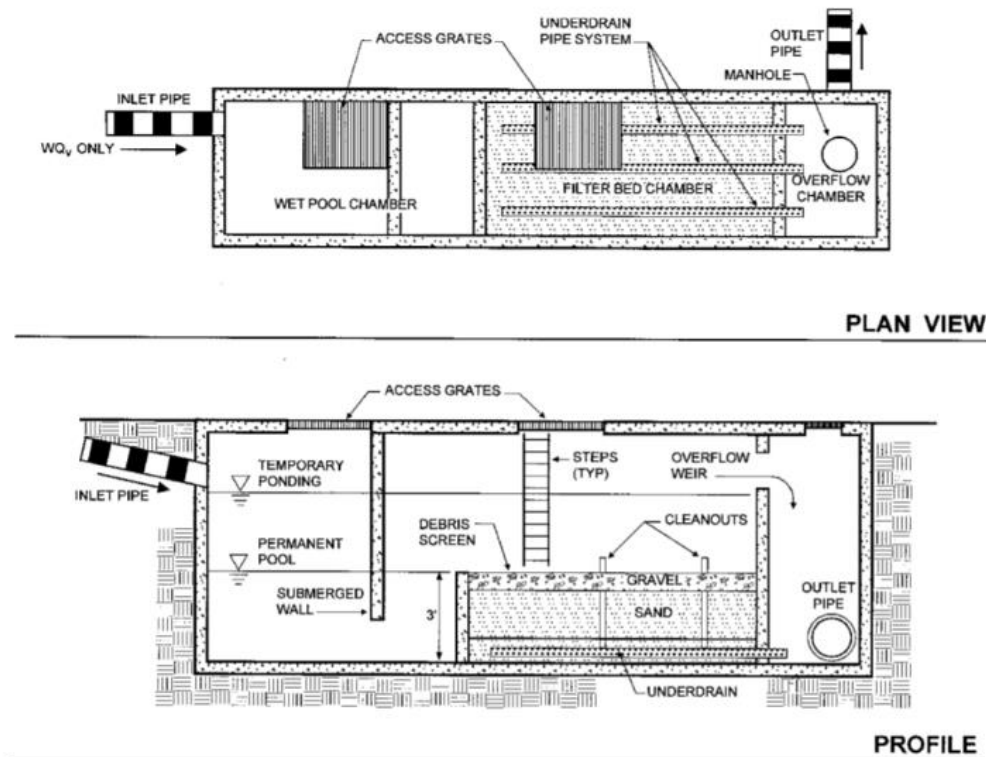 UNDERDRAIN
PIPE SYSTEM
ACCESS GRATES
OUTLET
PIPE
MANHOLE
INLET PIPE
WQv ONLY
WET POOL CHAMBER
FILTER BED CHAMBER
OVERFLOW
CHAMBER
PLAN VIEW
ACCESS GRATES
TEMPORARY
PONDING
STEPS
(TYP)
OVERFLOW
WEIR
INLET PIPE
CLEANOUTS
DEBRIS
SCREEN
PERMANENT
POOL
GRAVEL
SUBMERGED
WALL
3'
SAND
OUTLET
PIPE
UNDERDRAIN
PROFILE